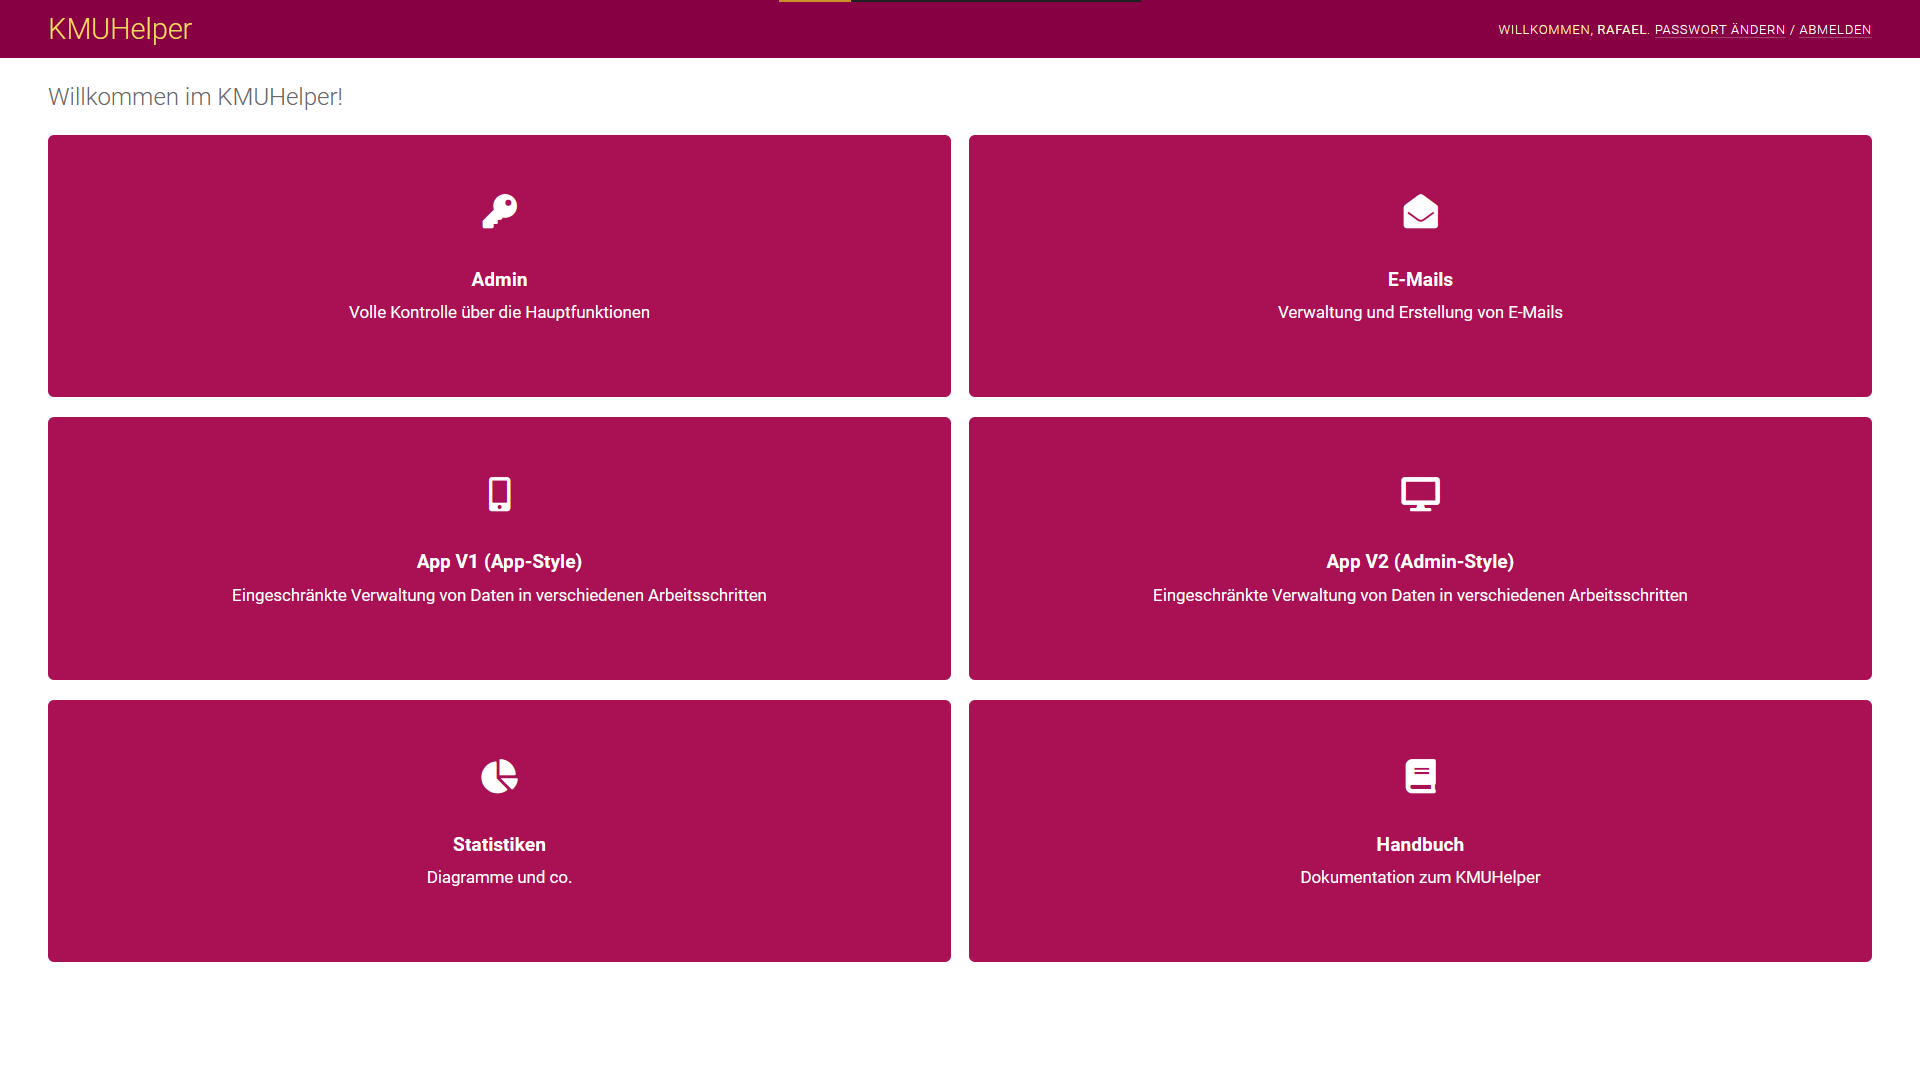 KMUHelper
WILLKOMMEN, RAFAEL. PASSWORT ÄNDERN / ABMELDEN
Willkommen im KMUHelper!
Admin
Volle Kontrolle über die Hauptfunktionen
E-Mails
Verwaltung und Erstellung von E-Mails
App V1 (App-Style)
Eingeschränkte Verwaltung von Daten in verschiedenen Arbeitsschritten
App V2 (Admin-Style)
Eingeschränkte Verwaltung von Daten in verschiedenen Arbeitsschritten
Statistiken
Diagramme und co.
Handbuch
Dokumentation zum KMUHelper